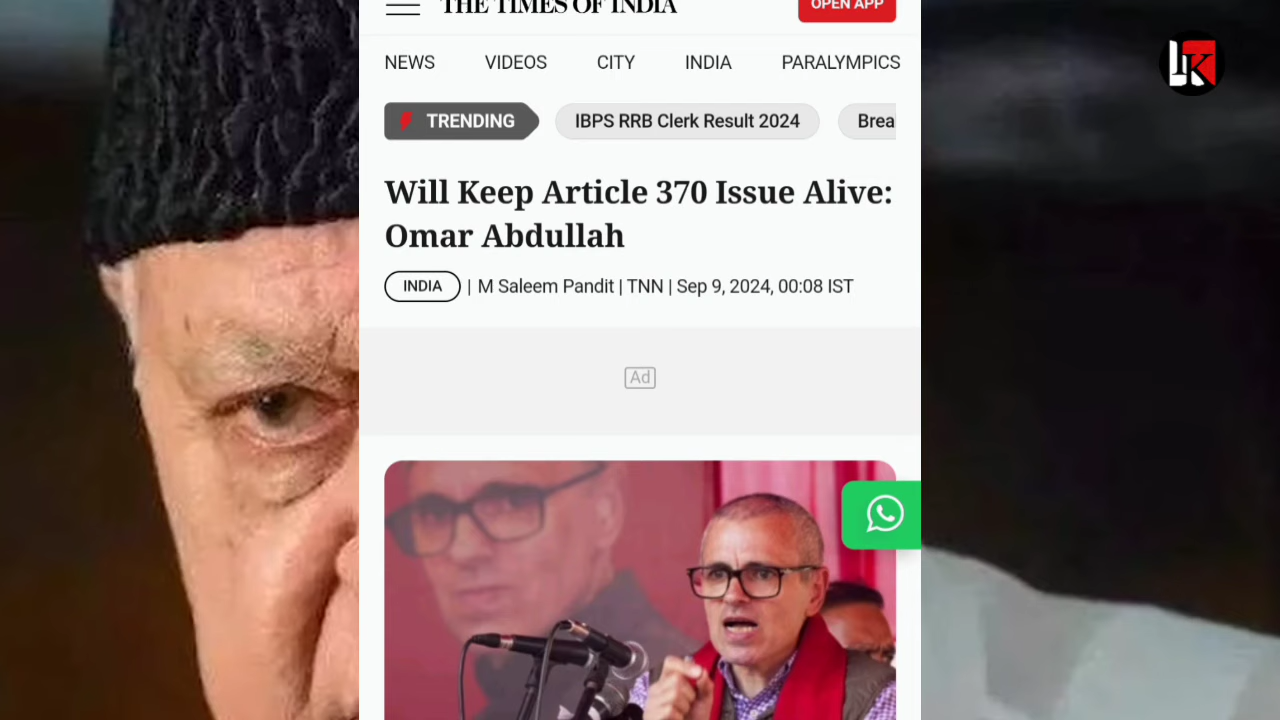 THE TIMES OF INDIA
OPEN APP
NEWS VIDEOS CITY INDIA PARALYMPICS
TRENDING IBPS RRB Clerk Result 2024 Brea
Will Keep Article 370 Issue Alive:
Omar Abdullah
INDIA | M Saleem Pandit | TNN | Sep 9, 2024, 00:08 IST
Ad